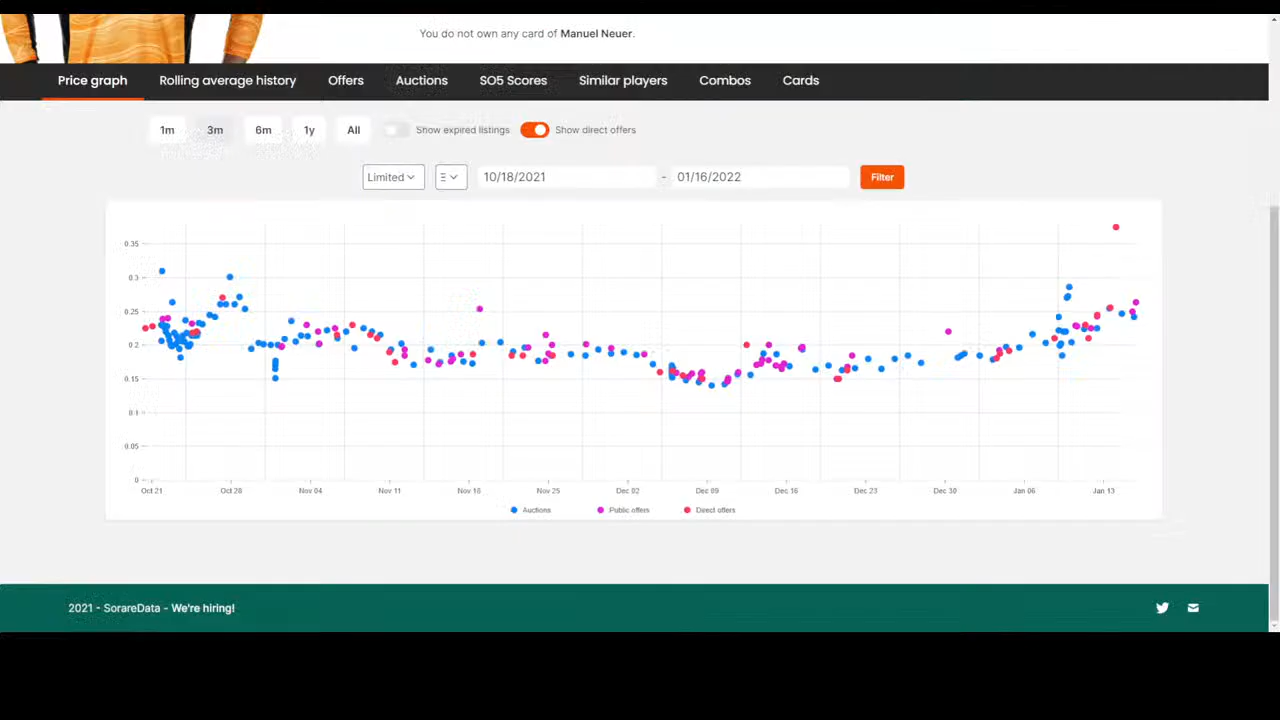 You do not own any card of Manuel Neuer.
Price graph Rolling average history Offers Auctions SO5 Scores Similar players Combos Cards
1m 3m 6m 1y All Show expired listings Show direct offers
Limited 10/18/2021 - 01/16/2022 Filter
0.35
0.3
0.25
0.2
0.15
0.1
0.05
0
Oct 21 Oct 28 Nov 04 Nov 11 Nov 18 Nov 25 Dec 02 Dec 09 Dec 16 Dec 23 Dec 30 Jan 06 Jan 13
Auctions Public offers Direct offers
2021 - SorareData - We're hiring!